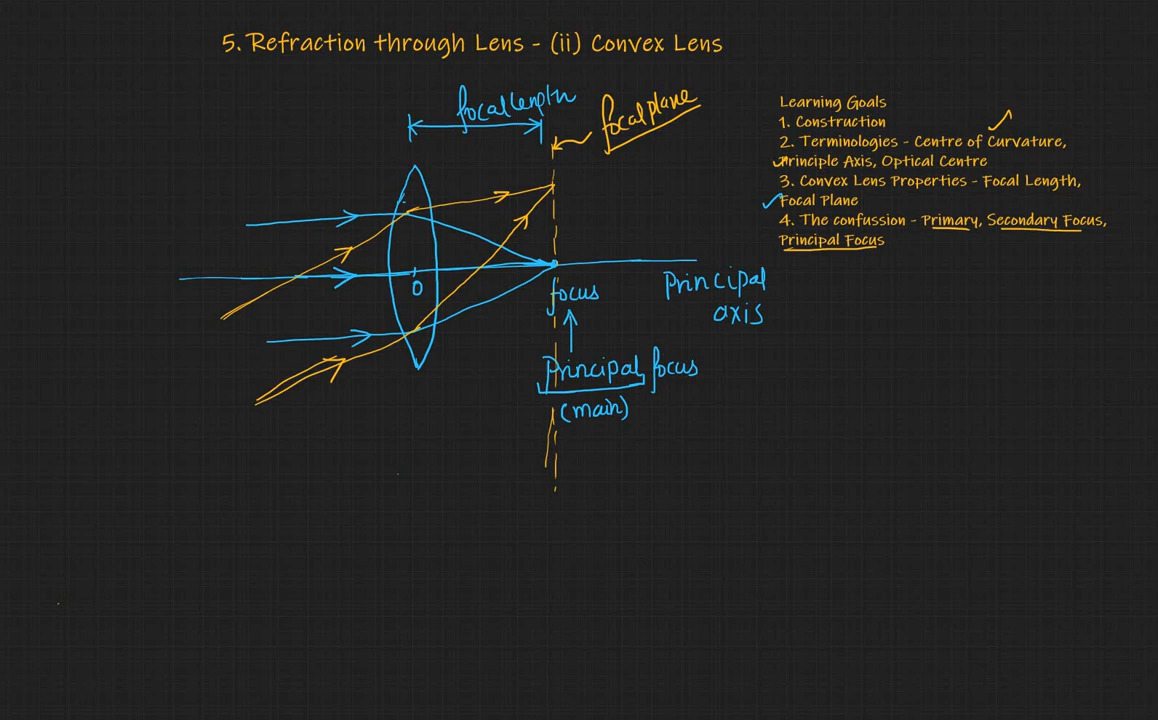 5. Refraction through Lens - (ii) Convex Lens
focal length
focal plane
Learning Goals
1. Construction
2. Terminologies - Centre of Curvature,
Principle Axis, Optical Centre
3. Convex Lens Properties - Focal Length,
Focal Plane
4. The confussion - Primary, Secondary Focus,
Principal Focus
O
focus
Principal
axis
Principal focus
(main)